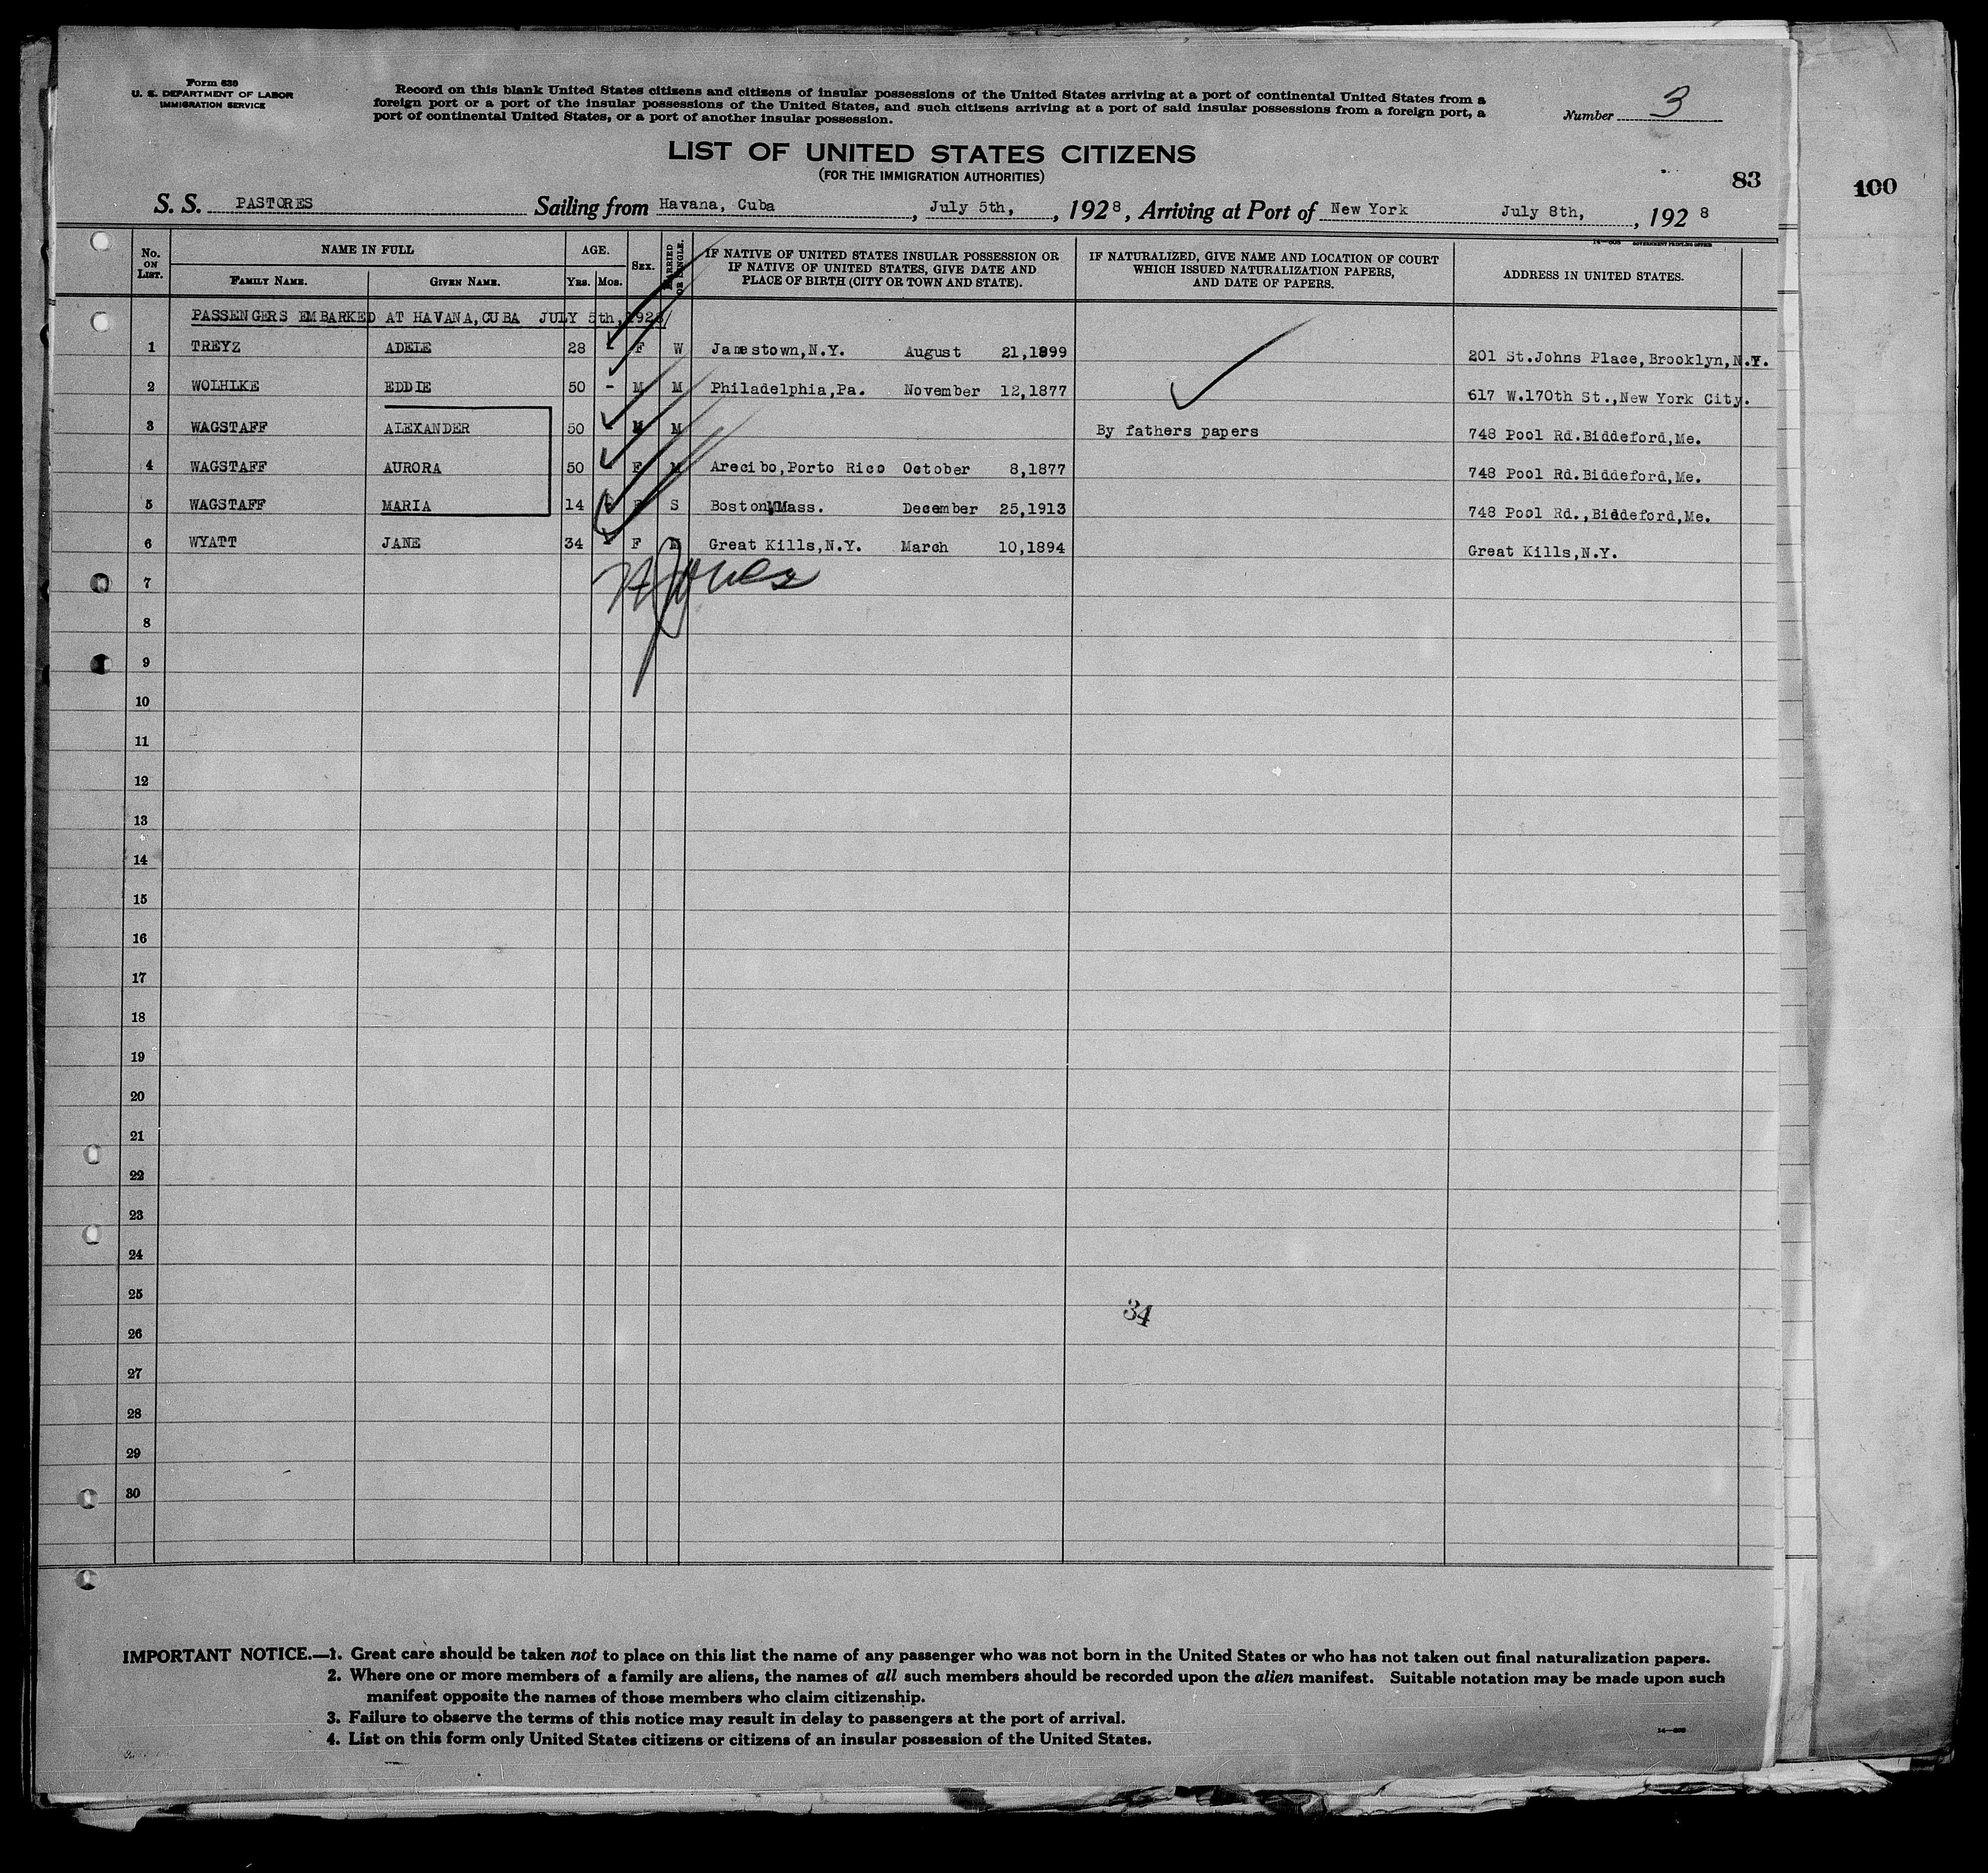 Form 630
U. S. DEPARTMENT OF LABOR
IMMIGRATION SERVICE
Record on this blank United States citizens and citizens of insular possessions of the United States arriving at a port of continental United States from a
foreign port or a port of the insular possessions of the United States, and such citizens arriving at a port of said insular possessions from a foreign port, a
port of continental United States, or a port of another insular possession.
Number 3
LIST OF UNITED STATES CITIZENS
(FOR THE IMMIGRATION AUTHORITIES)
83
100
S. S. PASTORES Sailing from Havana, Cuba, July 5th, , 1928, Arriving at Port of New York July 8th, , 1928
No. ON LIST. NAME IN FULL AGE. SEX. MARRIED OR SINGLE. IF NATIVE OF UNITED STATES INSULAR POSSESSION OR IF NATIVE OF UNITED STATES, GIVE DATE AND PLACE OF BIRTH (CITY OR TOWN AND STATE). IF NATURALIZED, GIVE NAME AND LOCATION OF COURT WHICH ISSUED NATURALIZATION PAPERS, AND DATE OF PAPERS. ADDRESS IN UNITED STATES.
FAMILY NAME. GIVEN NAME. YRS. MOS.
PASSENGERS EMBARKED AT HAVANA, CUBA JULY 5th, 1928/
1 TREYZ ADELE 28 - F W Jamestown, N.Y. August 21,1899 201 St.Johns Place, Brooklyn, N.Y.
2 WOLHLKE EDDIE 50 - M M Philadelphia, Pa. November 12,1877 617 W.170th St., New York City.
3 WAGSTAFF ALEXANDER 50 - M M By fathers papers 748 Pool Rd.Biddeford, Me.
4 WAGSTAFF AURORA 50 F M Arecibo, Porto Rico October 8,1877 748 Pool Rd.Biddeford, Me.
5 WAGSTAFF MARIA 14 F S Boston, Mass. December 25,1913 748 Pool Rd., Biddeford, Me.
6 WYATT JANE 34 - F M Great Kills, N.Y. March 10,1894 Great Kills, N.Y.
7
8
9
10
11
12
13
14
15
16
17
18
19
20
21
22
23
24
25
34
26
27
28
29
30
IMPORTANT NOTICE.—1. Great care should be taken not to place on this list the name of any passenger who was not born in the United States or who has not taken out final naturalization papers.
2. Where one or more members of a family are aliens, the names of all such members should be recorded upon the alien manifest. Suitable notation may be made upon such
manifest opposite the names of those members who claim citizenship.
3. Failure to observe the terms of this notice may result in delay to passengers at the port of arrival.
4. List on this form only United States citizens or citizens of an insular possession of the United States.